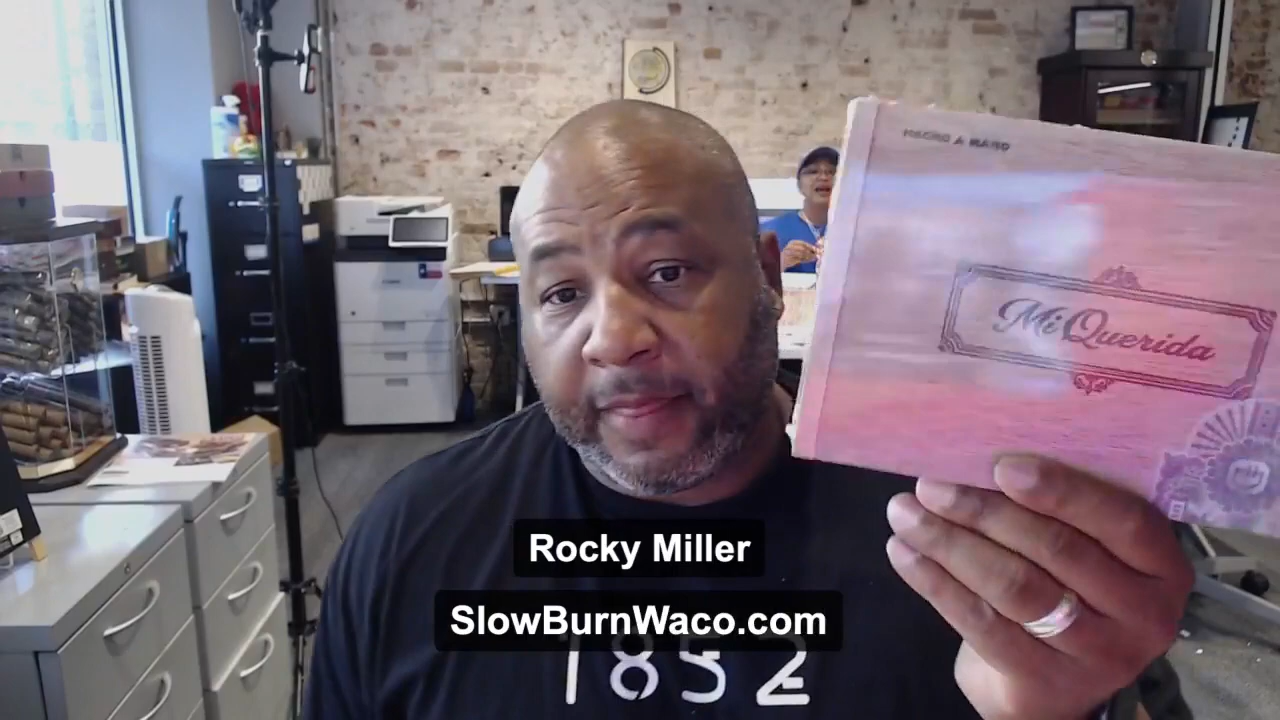 HECHO A MANO
Mi Querida
Rocky Miller
SlowBurnWaco.com
1852